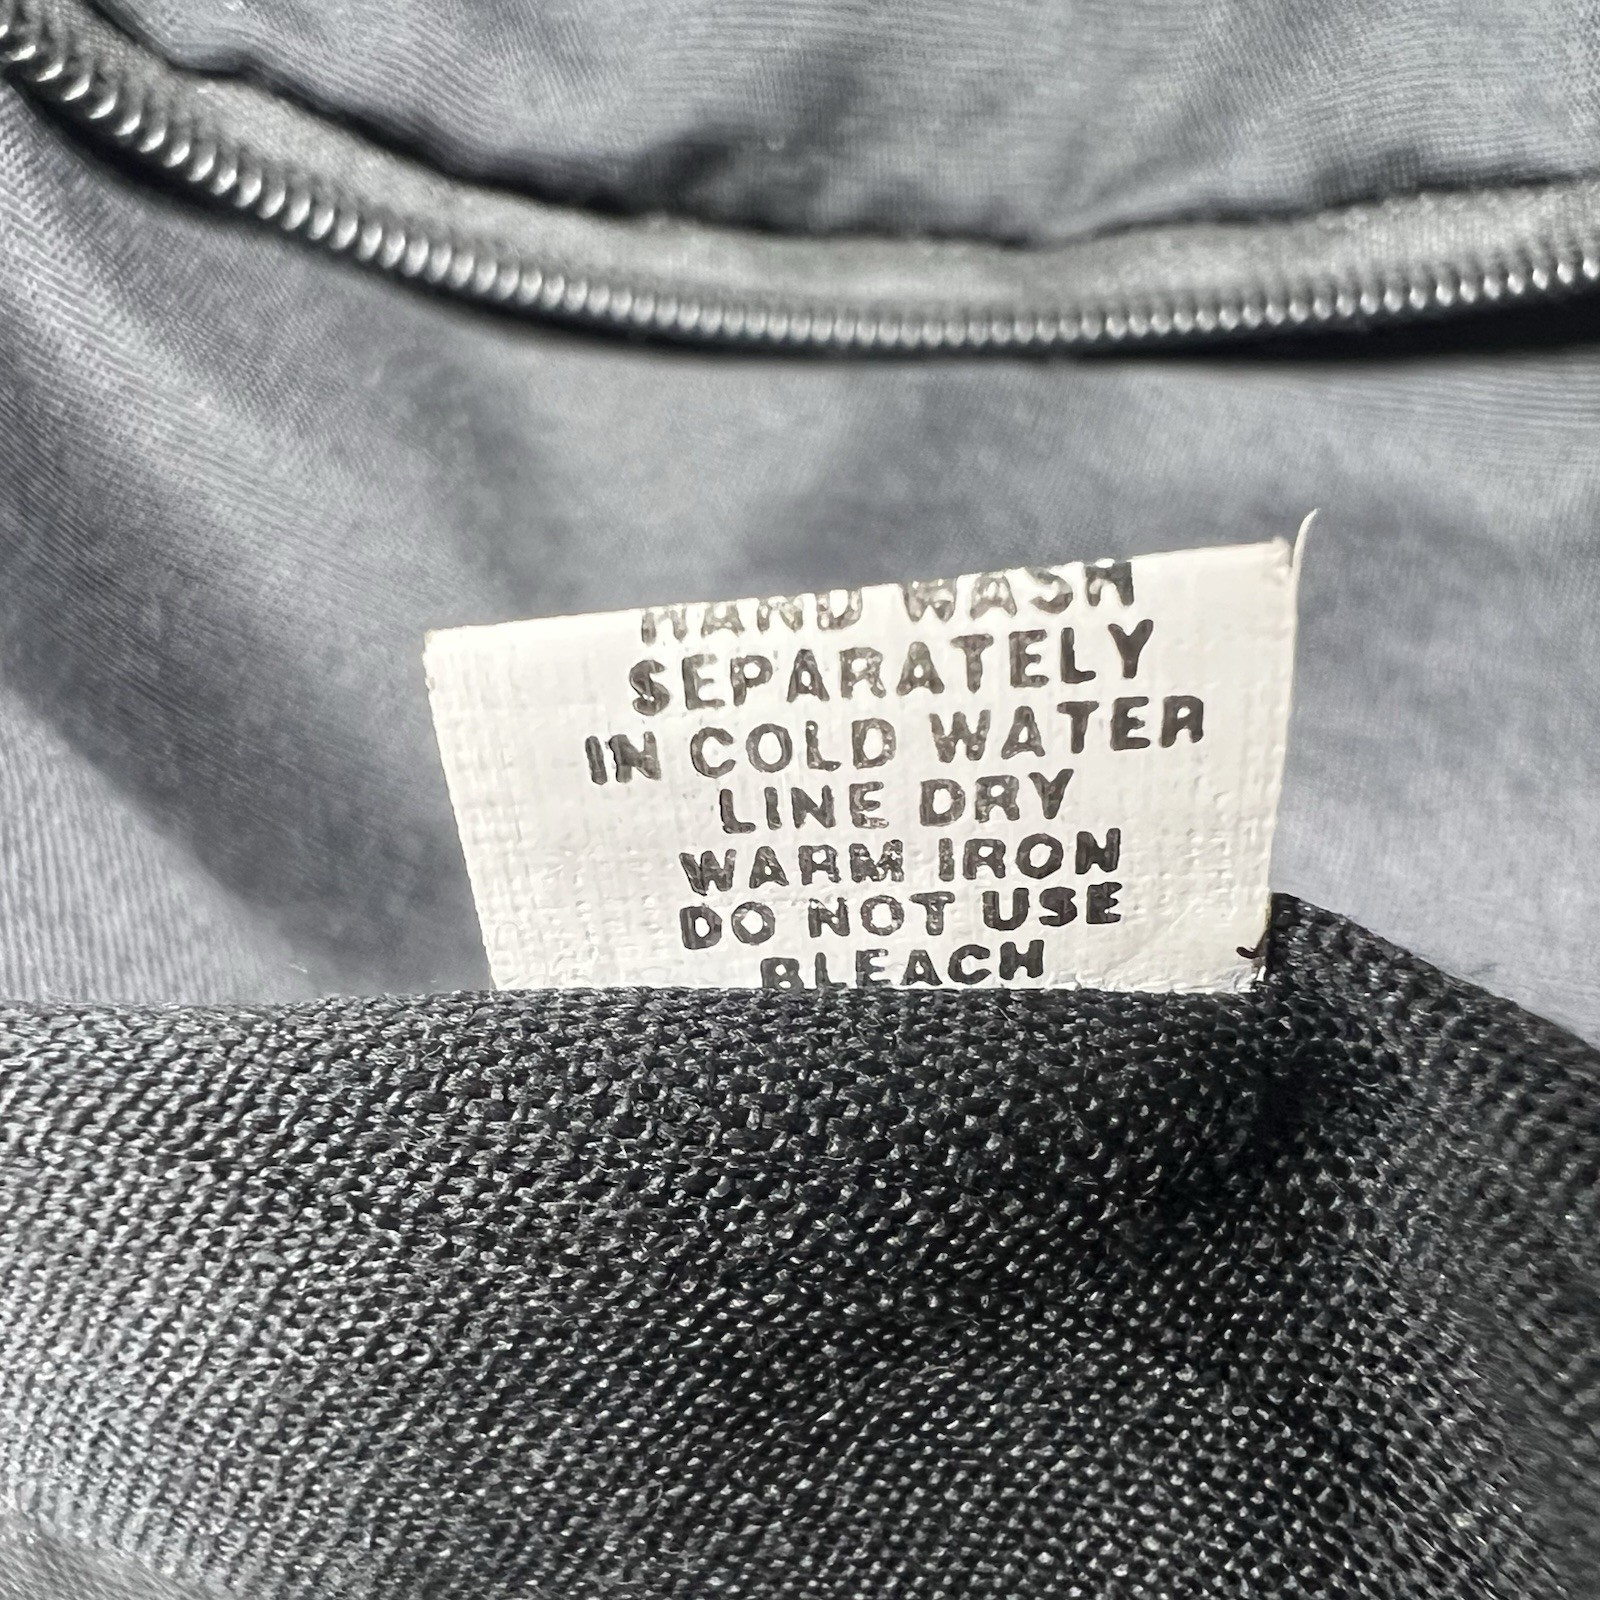 HAND WASH
SEPARATELY
IN COLD WATER
LINE DRY
WARM IRON
DO NOT USE
BLEACH